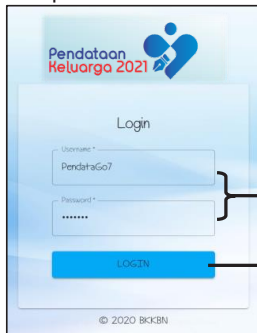 Pendataan
Keluarga 2021
Login
Username *
PendataGo7
Password *
•••••••
LOGIN
© 2020 BKKBN